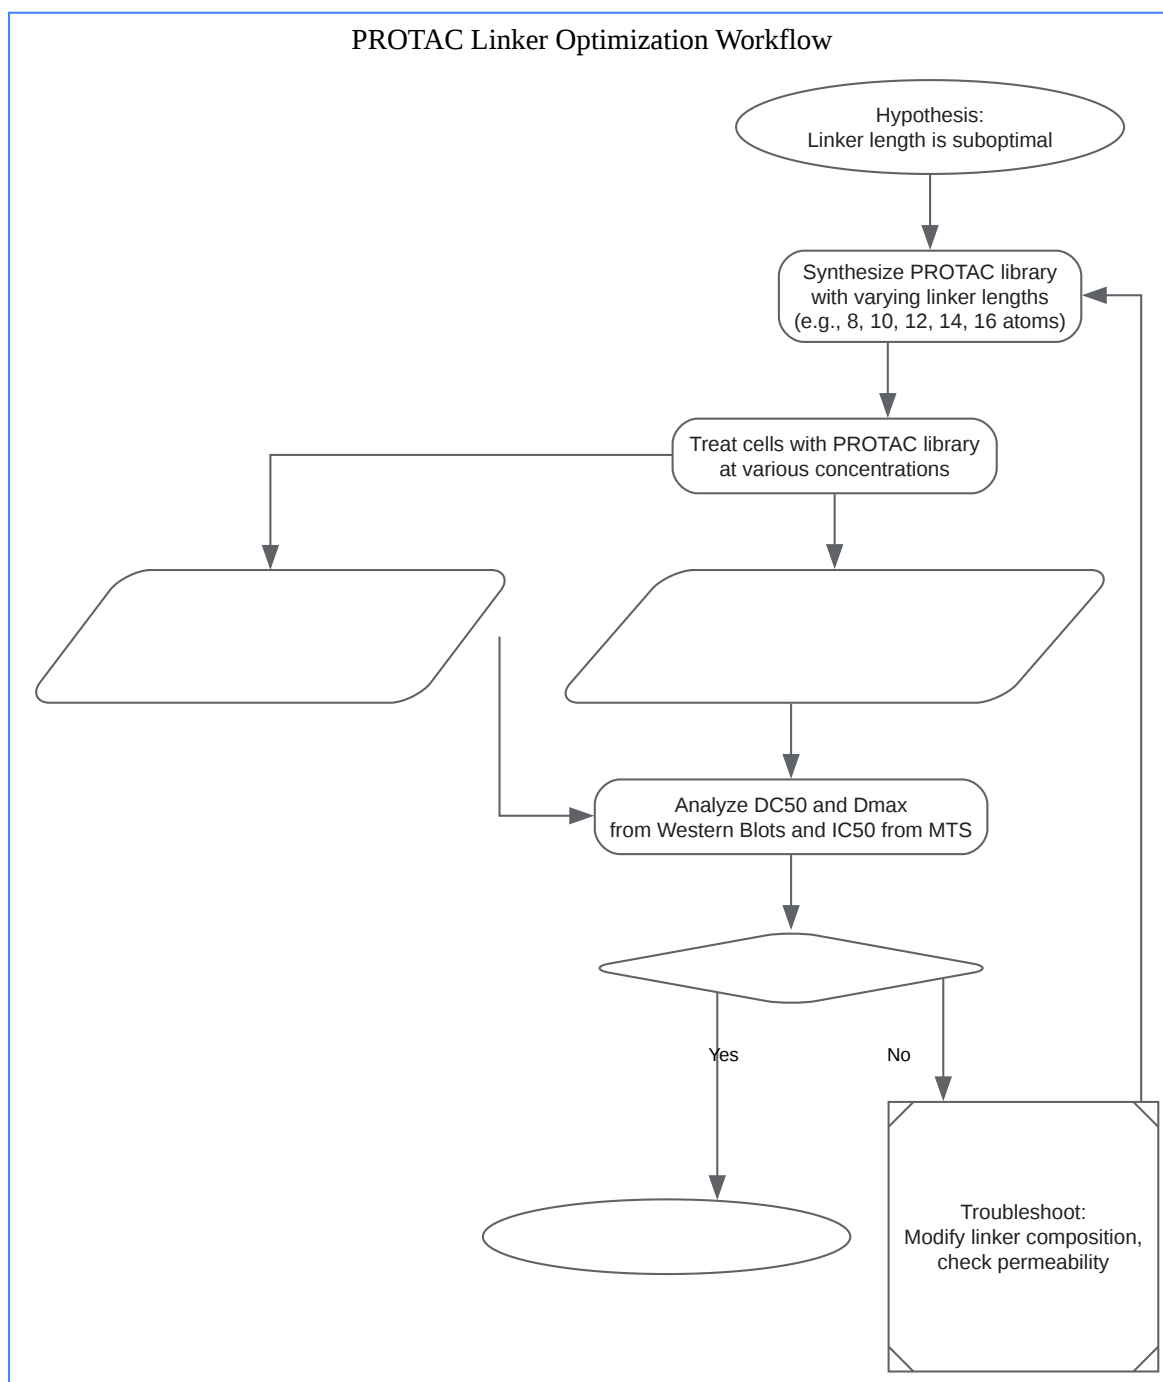 PROTAC Linker Optimization Workflow
Hypothesis:
Linker length is suboptimal
Synthesize PROTAC library
with varying linker lengths
(e.g., 8, 10, 12, 14, 16 atoms)
Treat cells with PROTAC library
at various concentrations
Analyze DC50 and Dmax
from Western Blots and IC50 from MTS
Yes
No
Troubleshoot:
Modify linker composition,
check permeability